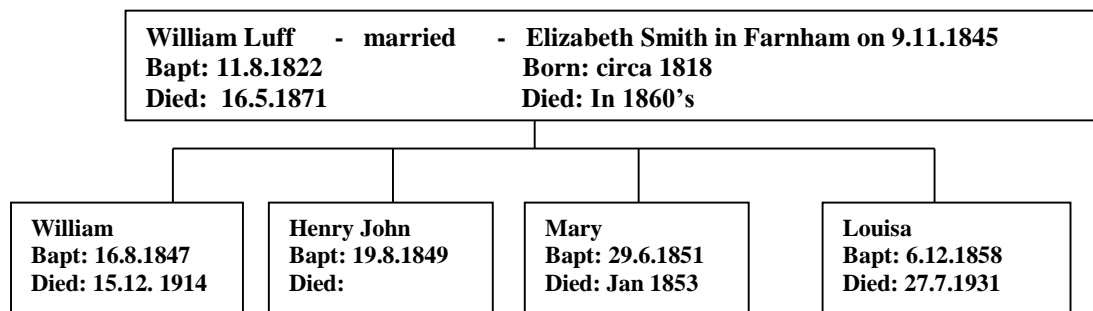 William Luff - married - Elizabeth Smith in Farnham on 9.11.1845
Bapt: 11.8.1822 Born: circa 1818
Died: 16.5.1871 Died: In 1860’s
William
Bapt: 16.8.1847
Died: 15.12. 1914
Henry John
Bapt: 19.8.1849
Died:
Mary
Bapt: 29.6.1851
Died: Jan 1853
Louisa
Bapt: 6.12.1858
Died: 27.7.1931